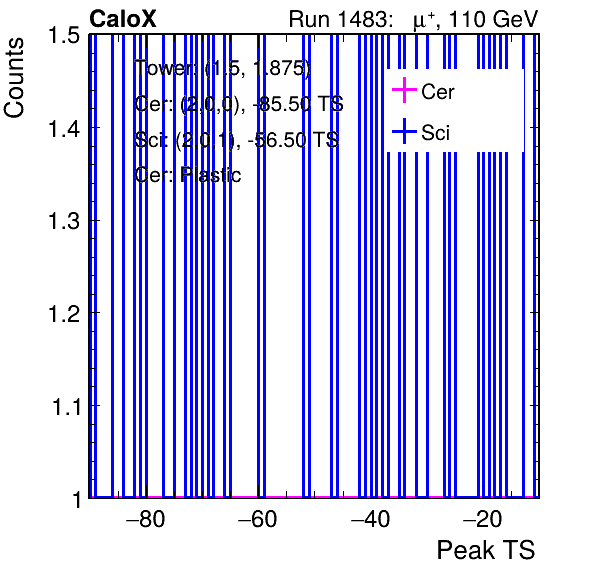 CaloX Run 1483: μ⁺, 110 GeV
Counts
1.5
1.4
1.3
1.2
1.1
1
Tower: (1.5, 1.875)
Cer: (2,0,0), -85.50 TS
Sci: (2,0,1), -56.50 TS
Cer: Plastic
Cer
Sci
−80 −60 −40 −20
Peak TS